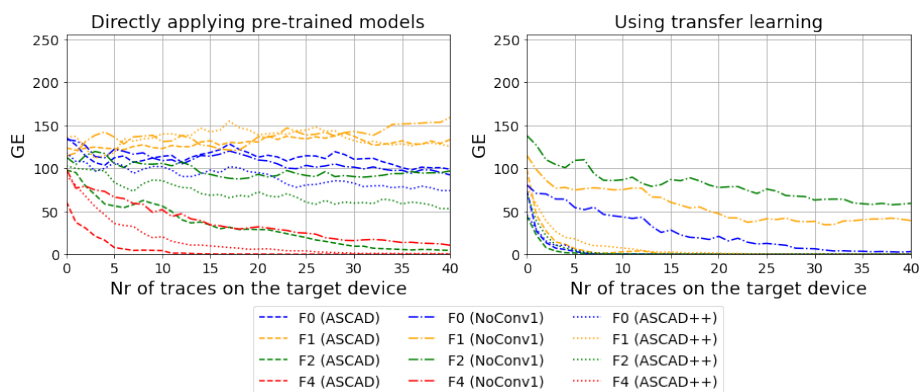 Directly applying pre-trained models
Using transfer learning
250
200
150
100
50
0
GE
0 5 10 15 20 25 30 35 40
Nr of traces on the target device
250
200
150
100
50
0
GE
0 5 10 15 20 25 30 35 40
Nr of traces on the target device
F0 (ASCAD) F0 (NoConv1) F0 (ASCAD++)
F1 (ASCAD) F1 (NoConv1) F1 (ASCAD++)
F2 (ASCAD) F2 (NoConv1) F2 (ASCAD++)
F4 (ASCAD) F4 (NoConv1) F4 (ASCAD++)